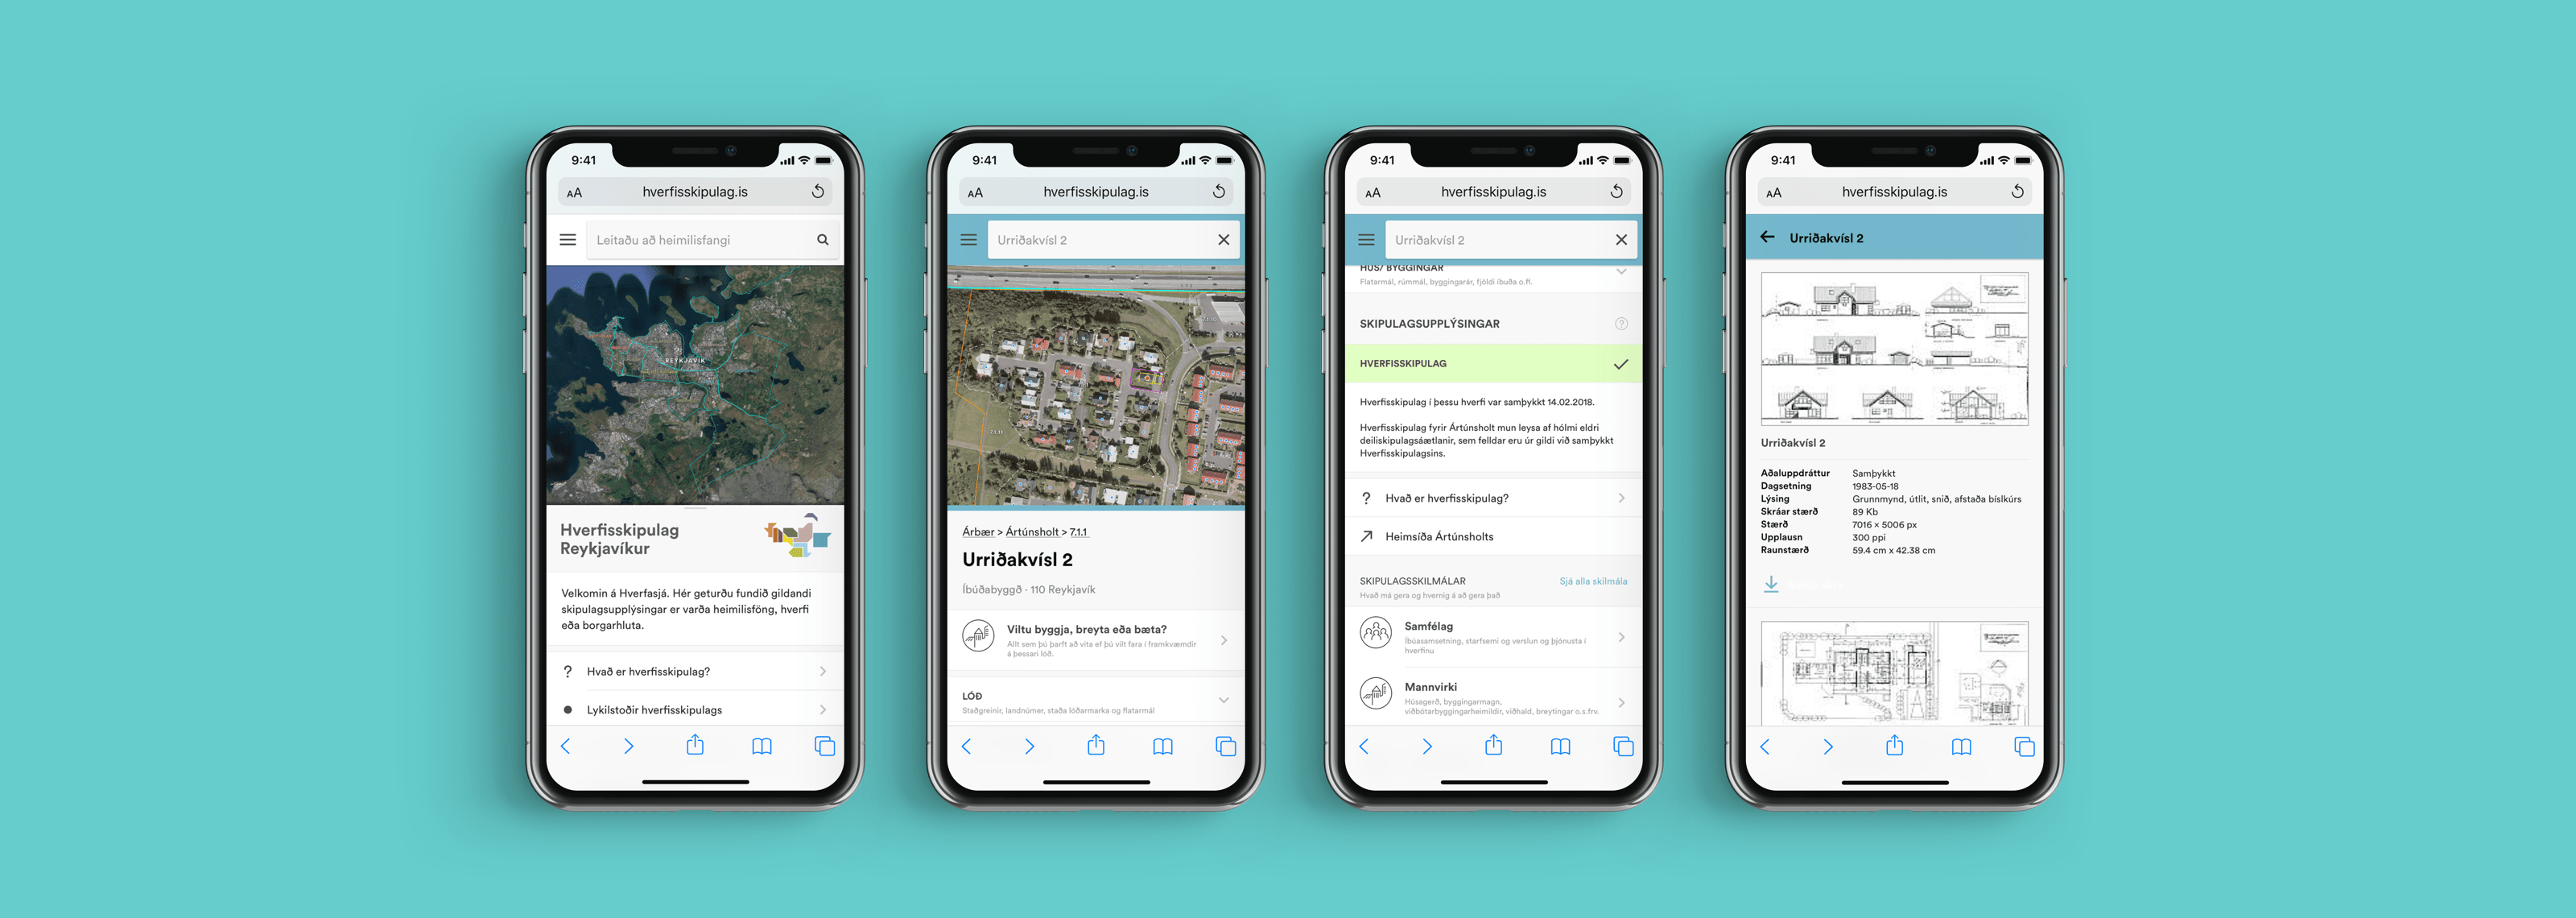 9:41
AA hverfisskipulag.is
Leitaðu að heimilisfangi
REYKJAVÍK
Hverfisskipulag
Reykjavíkur
Velkomin á Hverfasjá. Hér geturðu fundið gildandi
skipulagsupplýsingar er varða heimilisföng, hverfi
eða borgarhluta.
? Hvað er hverfisskipulag?
Lykilstoðir hverfisskipulags
9:41
AA hverfisskipulag.is
Urriðakvísl 2
7.1.11
Árbær > Ártúnsholt > 7.1.1
Urriðakvísl 2
Íbúðabyggð · 110 Reykjavík
Viltu byggja, breyta eða bæta?
Allt sem þú þarft að vita ef þú vilt fara í framkvæmdir
á þessari lóð.
LÓÐ
Staðgreinir, landnúmer, staða lóðarmarka og flatarmál
9:41
AA hverfisskipulag.is
Urriðakvísl 2
HÚS/ BYGGINGAR
Flatarmál, rúmmál, byggingarár, fjöldi íbuða o.fl.
SKIPULAGSUPPLÝSINGAR ?
HVERFISSKIPULAG
Hverfisskipulag í þessu hverfi var samþykkt 14.02.2018.
Hverfisskipulag fyrir Ártúnsholt mun leysa af hólmi eldri
deiliskipulagsáætlanir, sem felldar eru úr gildi við samþykkt
Hverfisskipulagsins.
? Hvað er hverfisskipulag?
Heimsíða Ártúnsholts
SKIPULAGSSKILMÁLAR Sjá alla skilmála
Hvað má gera og hvernig á að gera það
Samfélag
Íbúasamsetning, starfsemi og verslun og þjónusta í
hverfinu
Mannvirki
Húsagerð, byggingarmagn,
viðbótarbyggingarheimildir, viðhald, breytingar o.s.frv.
9:41
AA hverfisskipulag.is
Urriðakvísl 2
Urriðakvísl 2
Aðaluppdráttur Samþykkt
Dagsetning 1983-05-18
Lýsing Grunnmynd, útlit, snið, afstaða bíslkúrs
Skráar stærð 89 Kb
Stærð 7016 × 5006 px
Upplausn 300 ppi
Raunstærð 59.4 cm x 42.38 cm